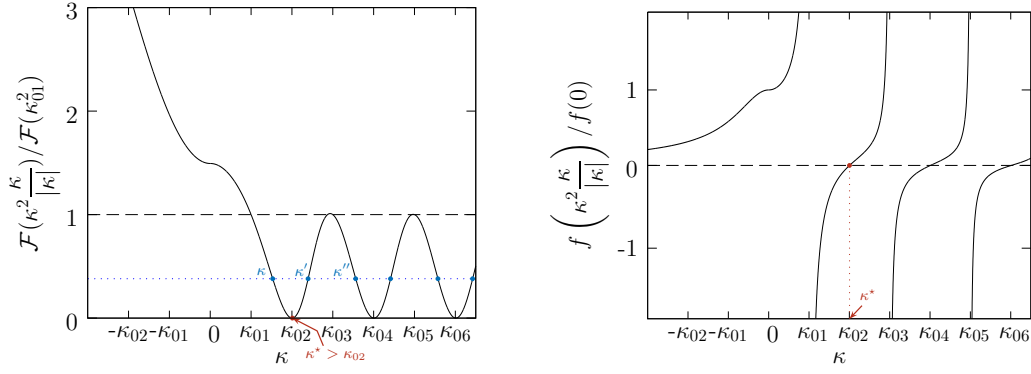 3
2
1
0
F(κ² κ/|κ|)/F(κ²₀₁)
κ
κ′
κ″
-κ₀₂ -κ₀₁ 0 κ₀₁ κ₀₂ κ₀₃ κ₀₄ κ₀₅ κ₀₆
κ* > κ₀₂
κ
1
0
-1
f(κ² κ/|κ|)/f(0)
κ*
-κ₀₂ -κ₀₁ 0 κ₀₁ κ₀₂ κ₀₃ κ₀₄ κ₀₅ κ₀₆
κ